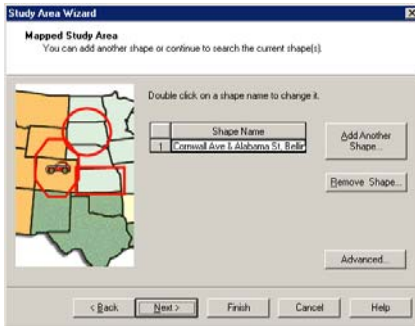 Study Area Wizard
Mapped Study Area
You can add another shape or continue to search the current shape(s).
Double click on a shape name to change it.
Shape Name
1 Cornwall Ave & Alabama St, Bellin
Add Another
Shape...
Remove Shape...
Advanced...
< Back Next > Finish Cancel Help